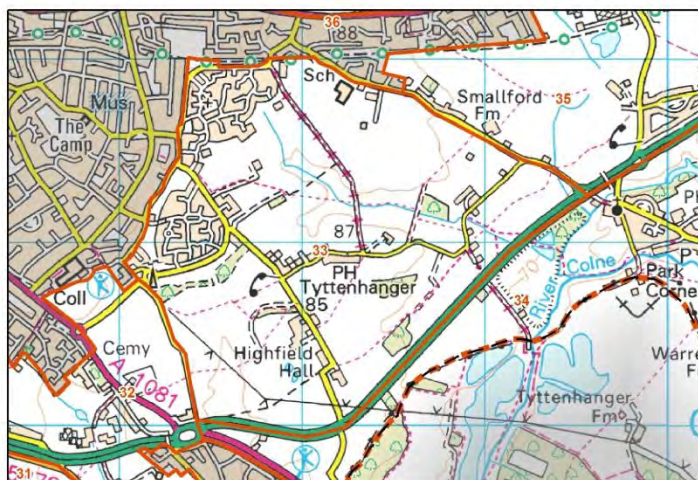 36
88
Sch
Mus
The
Camp
Smallford
Fm
35
87
33
PH
Tyttenhanger
85
70
River Colne
34
Park
Corne
Coll
Cemy
Highfield
Hall
A 1081
32
Warre
F
Tyttenhanger
Fm
31